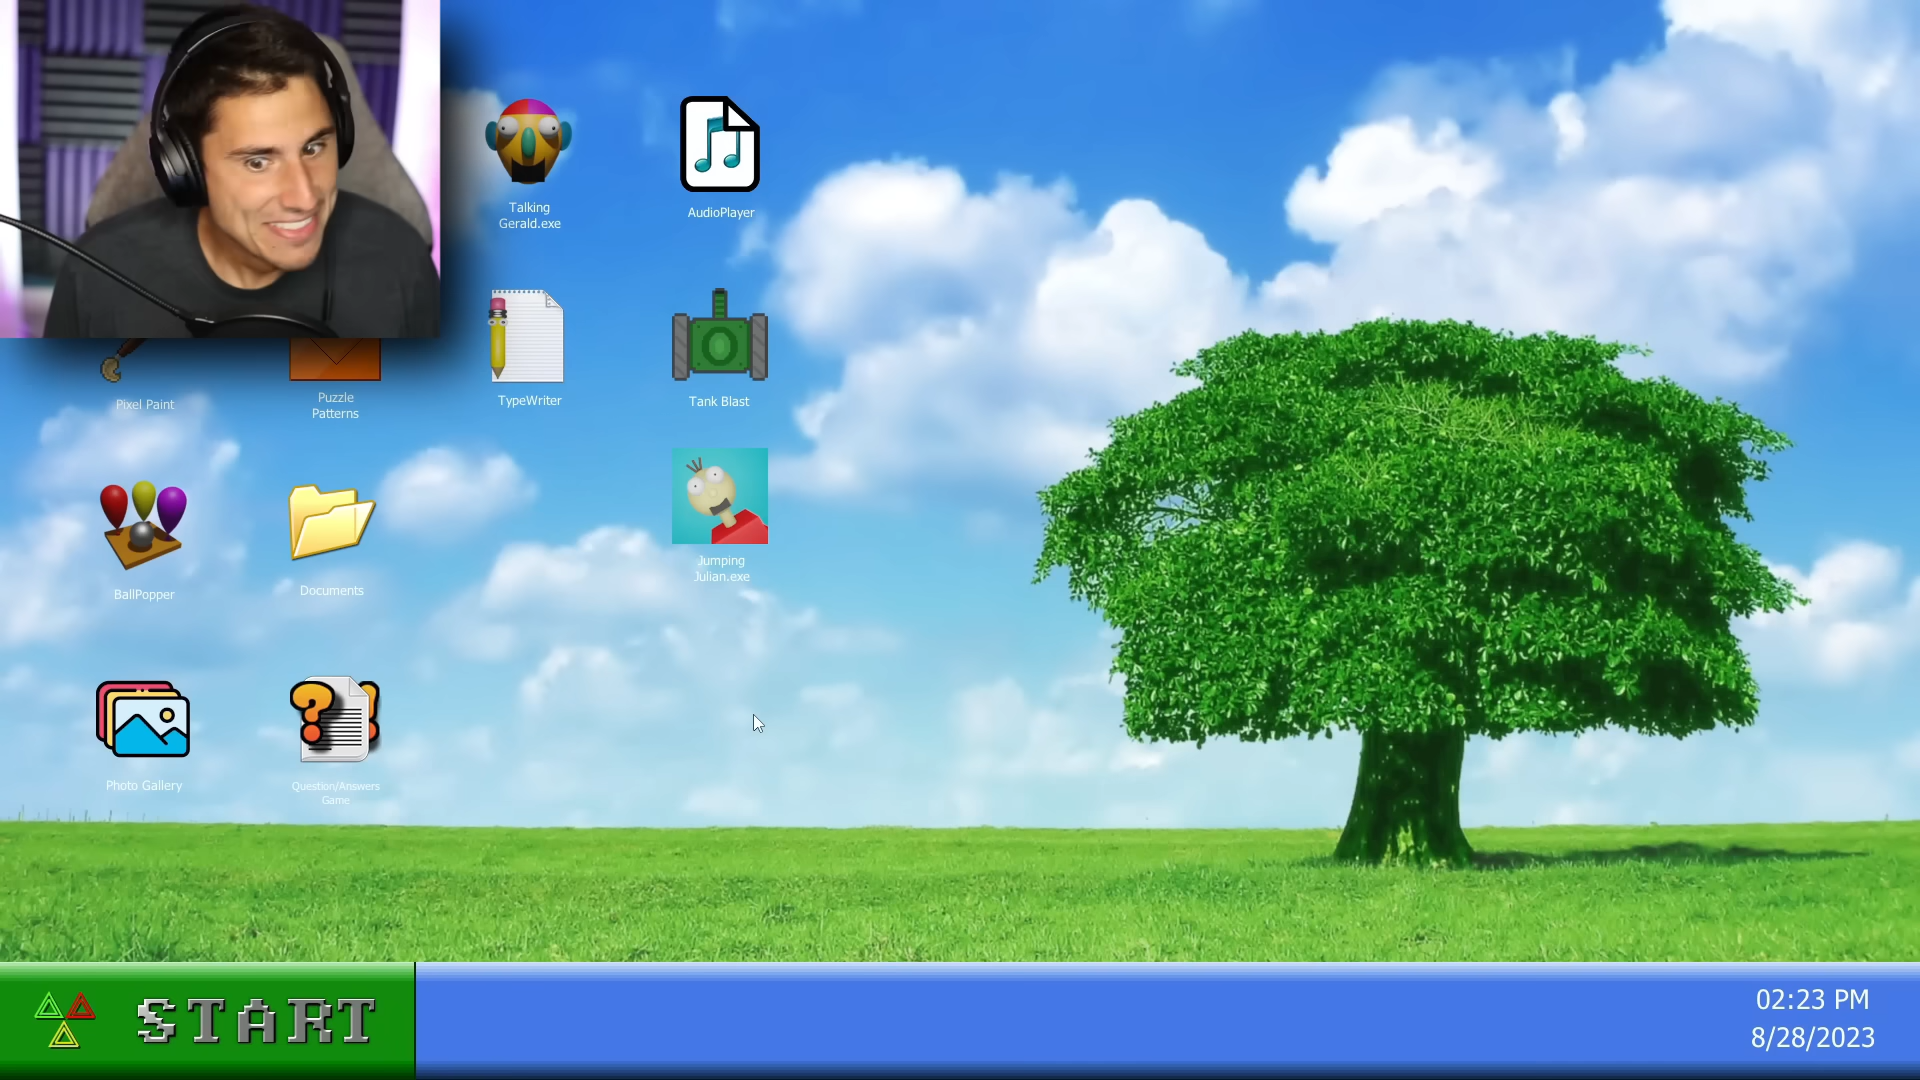 Talking
Gerald.exe
AudioPlayer
Pixel Paint
Puzzle
Patterns
TypeWriter
Tank Blast
BallPopper
Documents
Jumping
Julian.exe
Photo Gallery
Question/Answers
Game
START
02:23 PM
8/28/2023